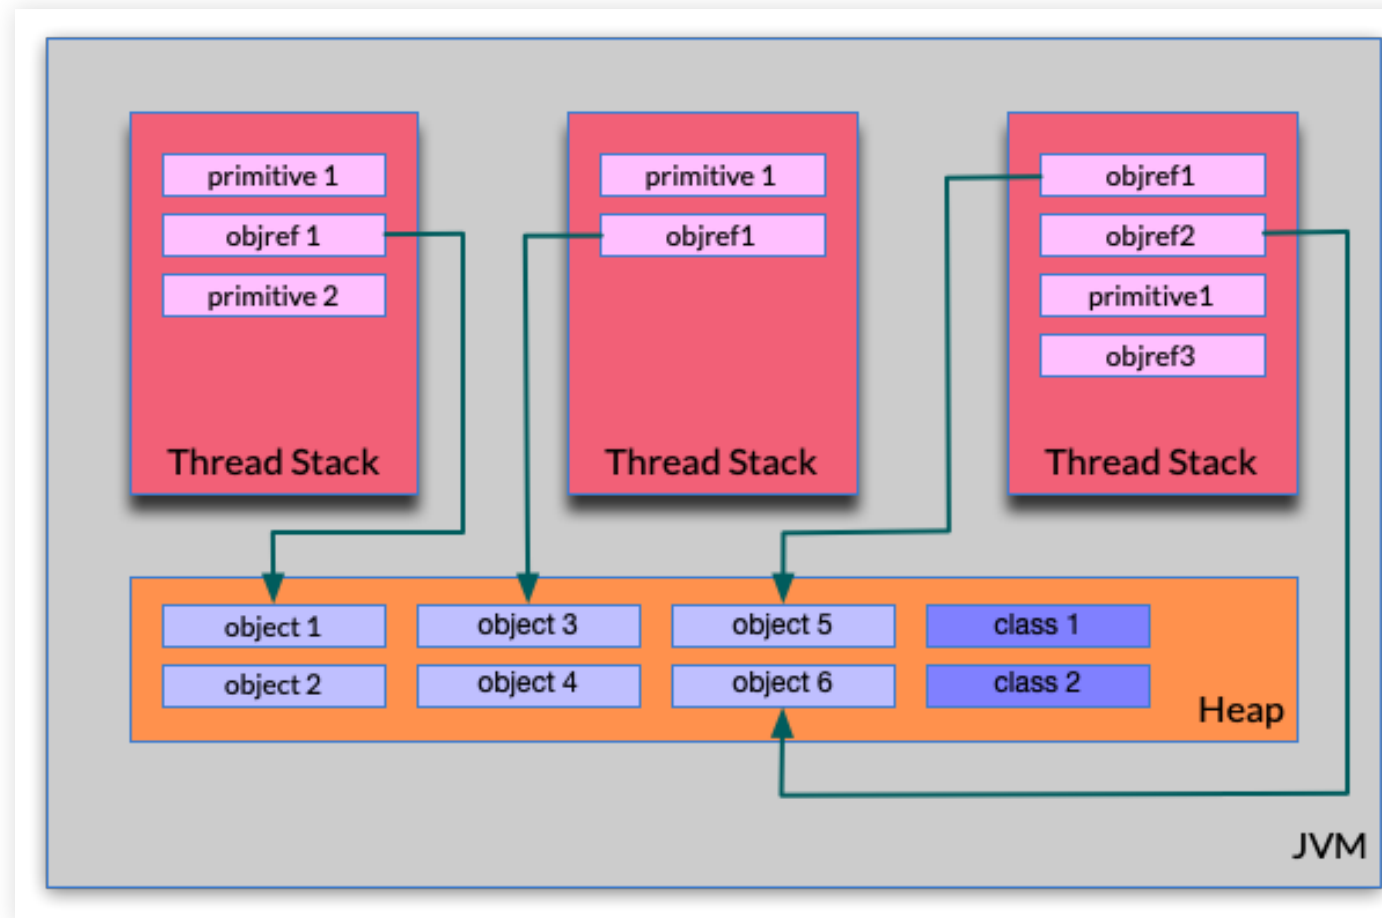 primitive 1
objref 1
primitive 2
Thread Stack
primitive 1
objref1
Thread Stack
objref1
objref2
primitive1
objref3
Thread Stack
object 1
object 3
object 5
class 1
object 2
object 4
object 6
class 2
Heap
JVM